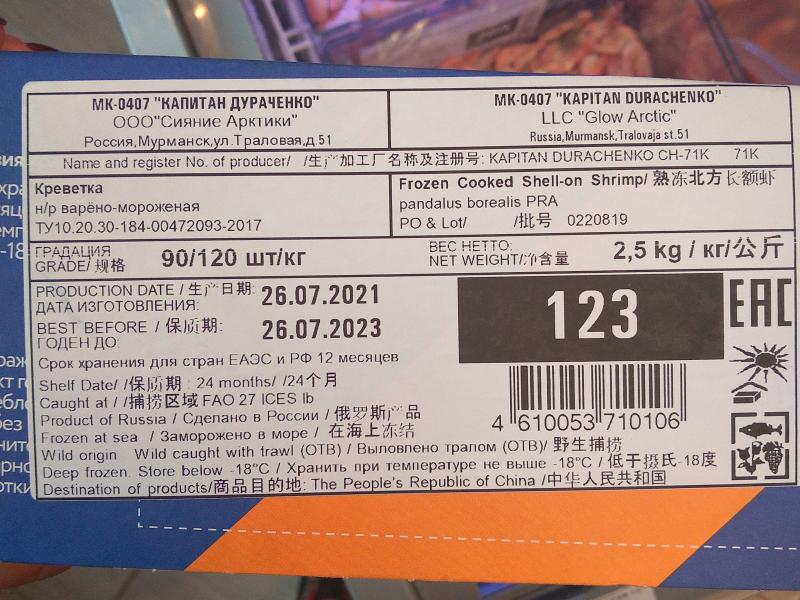 МК-0407 "КАПИТАН ДУРАЧЕНКО"
ООО"Сияние Арктики"
Россия,Мурманск,ул.Траловая,д.51
МК-0407 "KAPITAN DURACHENKO"
LLC "Glow Arctic"
Russia,Murmansk,Tralovaja st.51
Name and register No. of producer/ /生产加工厂名称及注册号: KAPITAN DURACHENKO CH-71K 71K
Креветка
н/р варёно-мороженая
ТУ10.20.30-184-00472093-2017
Frozen Cooked Shell-on Shrimp/ 熟冻北方长额虾
pandalus borealis PRA
PO & Lot/ /批号 0220819
ГРАДАЦИЯ
GRADE/ 规格
90/120 шт/кг
ВЕС НЕТТО:
NET WEIGHT/净含量
2,5 kg / кг/公斤
PRODUCTION DATE / 生产日期:
ДАТА ИЗГОТОВЛЕНИЯ:
26.07.2021
BEST BEFORE / 保质期:
ГОДЕН ДО:
26.07.2023
123
EAC
Срок хранения для стран ЕАЭС и РФ 12 месяцев
Shelf Date/ /保质期 : 24 months/ /24个月
Caught at / /捕捞区域 FAO 27 ICES Ib
Product of Russia / Сделано в России / 俄罗斯产品
Frozen at sea / Заморожено в море / 在海上冻结
4 610053 710106
Wild origin Wild caught with trawl (OTB) / Выловлено тралом (OTB)/ 野生捕捞
Deep frozen. Store below -18°C / Хранить при температуре не выше -18°C / 低于摄氏-18度
Destination of products/商品目的地: The People's Republic of China /中华人民共和国